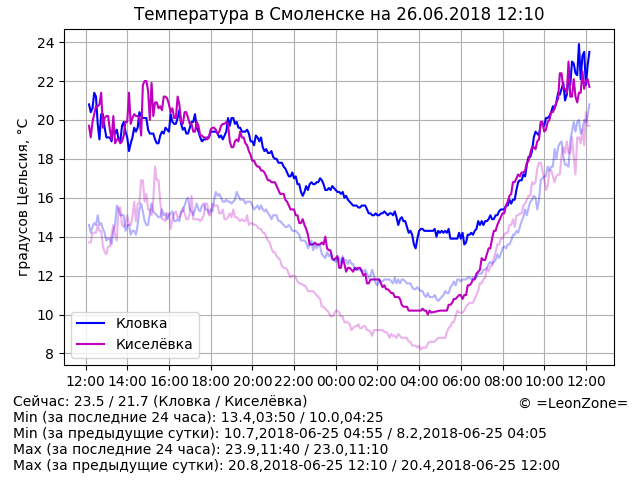 Температура в Смоленске на 26.06.2018 12:10
градусов Цельсия, °C
24
22
20
18
16
14
12
10
8
Кловка
Киселёвка
12:00 14:00 16:00 18:00 20:00 22:00 00:00 02:00 04:00 06:00 08:00 10:00 12:00
Сейчас: 23.5 / 21.7 (Кловка / Киселёвка)
© =LeonZone=
Min (за последние 24 часа): 13.4,03:50 / 10.0,04:25
Min (за предыдущие сутки): 10.7,2018-06-25 04:55 / 8.2,2018-06-25 04:05
Max (за последние 24 часа): 23.9,11:40 / 23.0,11:10
Max (за предыдущие сутки): 20.8,2018-06-25 12:10 / 20.4,2018-06-25 12:00